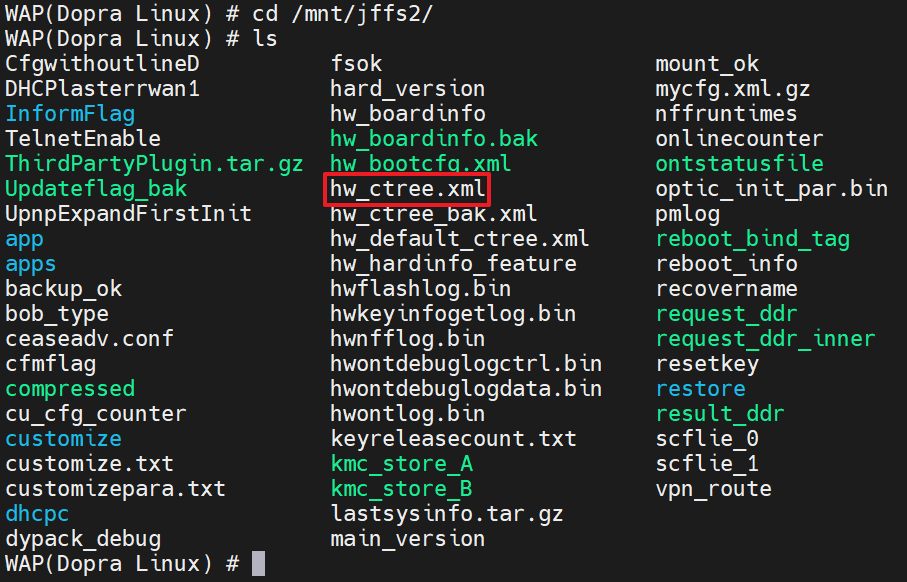 WAP(Dopra Linux) # cd /mnt/jffs2/
WAP(Dopra Linux) # ls
CfgwithoutlineD fsok mount_ok
DHCPlasterrwan1 hard_version mycfg.xml.gz
InformFlag hw_boardinfo nffruntimes
TelnetEnable hw_boardinfo.bak onlinecounter
ThirdPartyPlugin.tar.gz hw_bootcfg.xml ontstatusfile
Updateflag_bak hw_ctree.xml optic_init_par.bin
UpnpExpandFirstInit hw_ctree_bak.xml pmlog
app hw_default_ctree.xml reboot_bind_tag
apps hw_hardinfo_feature reboot_info
backup_ok hwflashlog.bin recovername
bob_type hwkeyinfogetlog.bin request_ddr
ceaseadv.conf hwnfflog.bin request_ddr_inner
cfmflag hwontdebuglogctrl.bin resetkey
compressed hwontdebuglogdata.bin restore
cu_cfg_counter hwontlog.bin result_ddr
customize keyreleasecount.txt scflie_0
customize.txt kmc_store_A scflie_1
customizepara.txt kmc_store_B vpn_route
dhcpc lastsysinfo.tar.gz
dypack_debug main_version
WAP(Dopra Linux) #